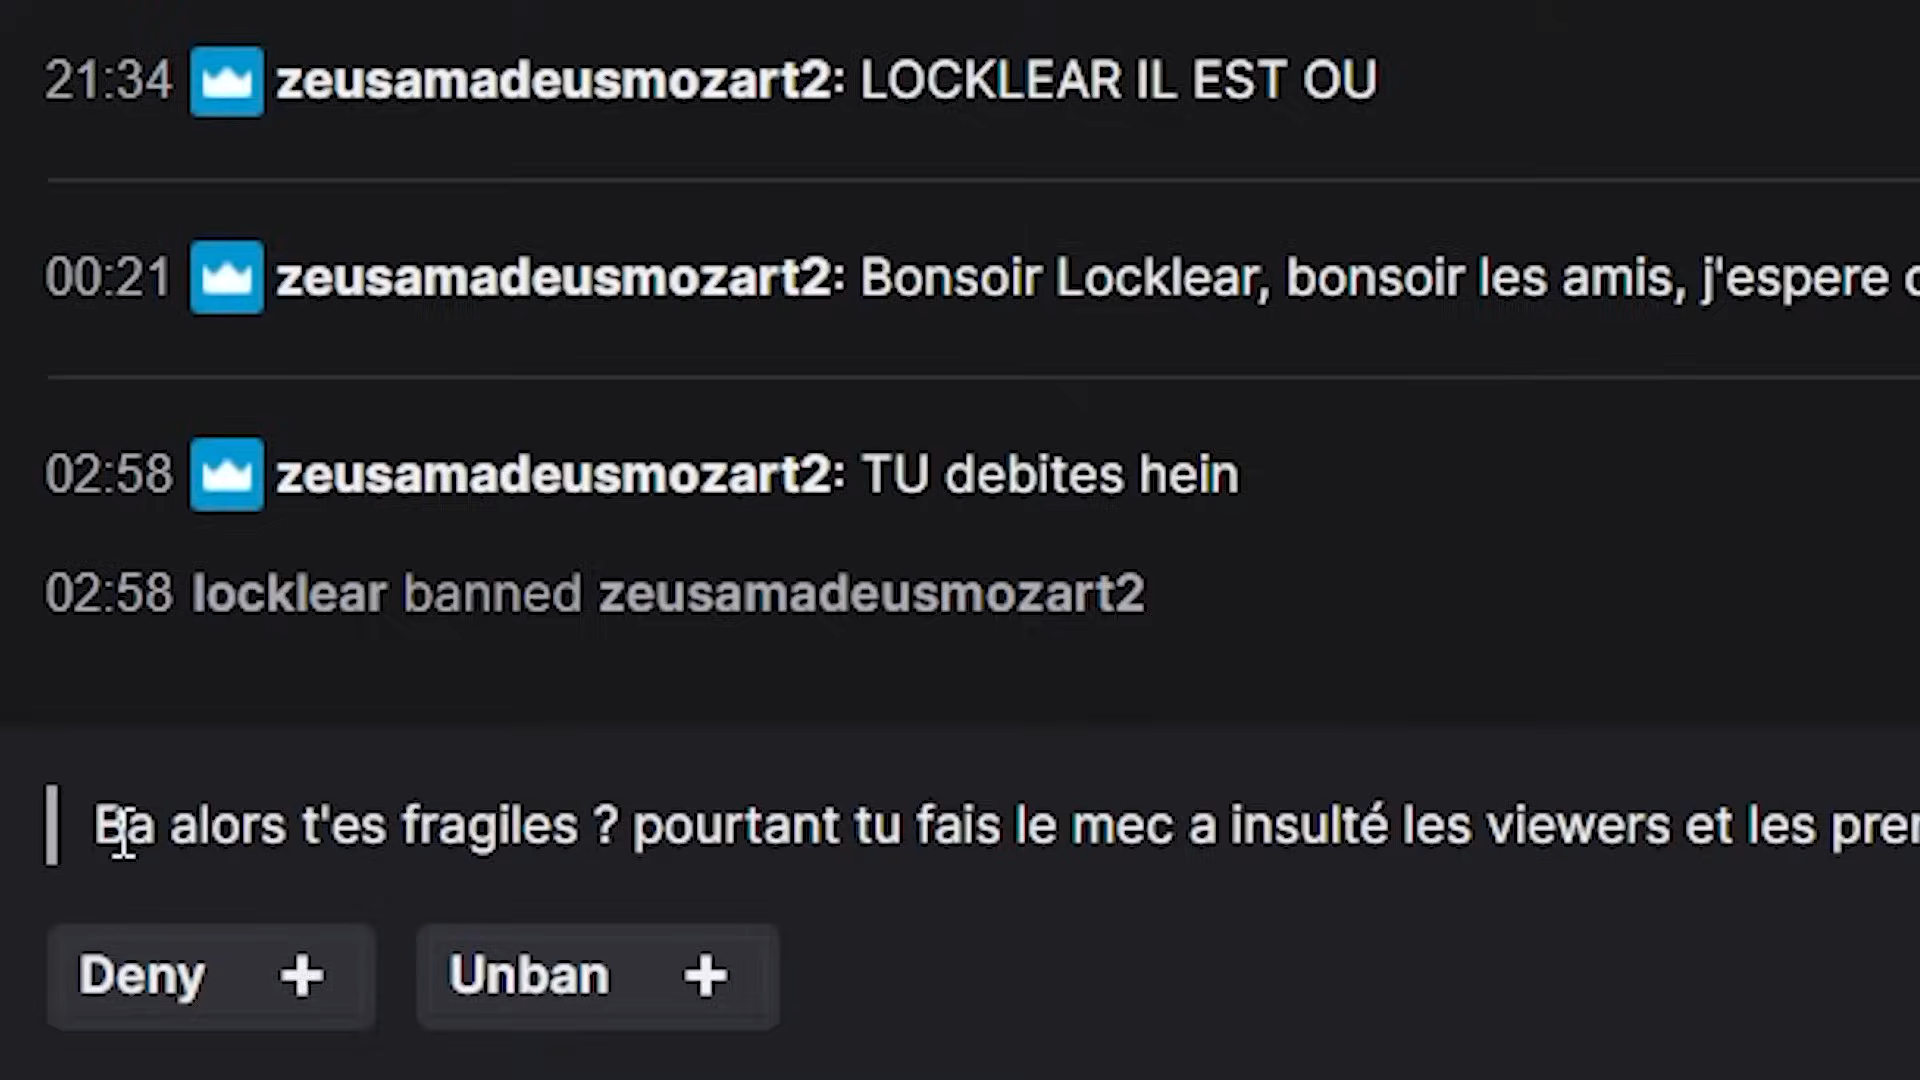 21:34 zeusamadeusmozart2: LOCKLEAR IL EST OU
00:21 zeusamadeusmozart2: Bonsoir Locklear, bonsoir les amis, j'espere
02:58 zeusamadeusmozart2: TU debites hein
02:58 locklear banned zeusamadeusmozart2
Ba alors t'es fragiles ? pourtant tu fais le mec a insulté les viewers et les
Deny +
Unban +